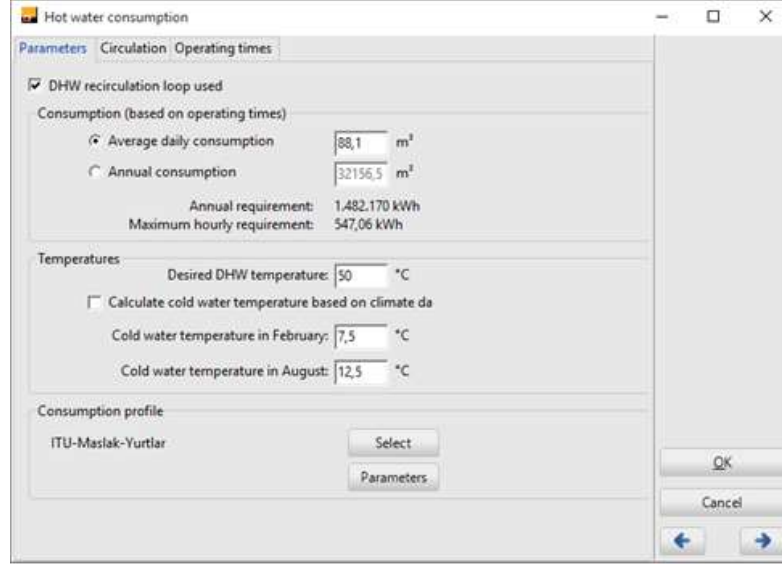 Hot water consumption
Parameters Circulation Operating times
DHW recirculation loop used
Consumption (based on operating times)
Average daily consumption 88,1 m³
Annual consumption 32156,5 m³
Annual requirement: 1.482.170 kWh
Maximum hourly requirement: 547,06 kWh
Temperatures
Desired DHW temperature: 50 °C
Calculate cold water temperature based on climate da
Cold water temperature in February: 7,5 °C
Cold water temperature in August: 12,5 °C
Consumption profile
ITU-Maslak-Yurtlar Select
Parameters
OK
Cancel